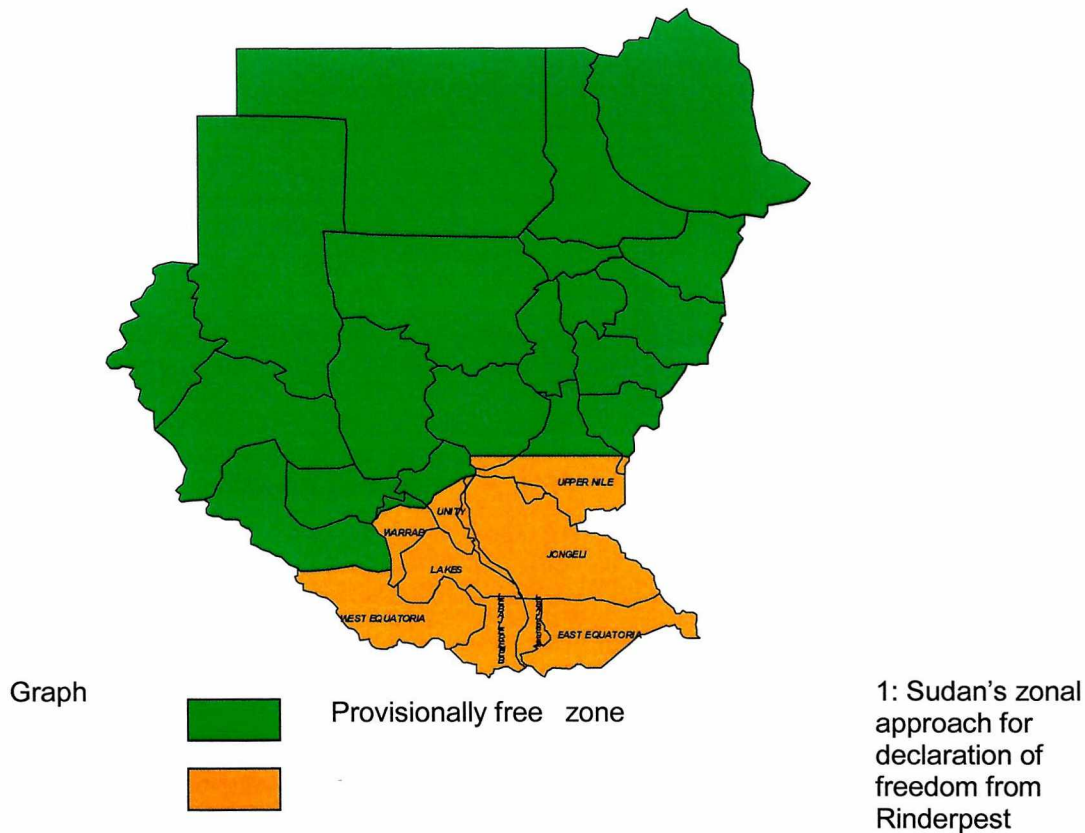 UPPER NILE
UNITY
WARRAB
JONGELI
LAKES
WEST EQUATORIA
EAST EQUATORIA
Graph
Provisionally free zone
1: Sudan's zonal
approach for
declaration of
freedom from
Rinderpest